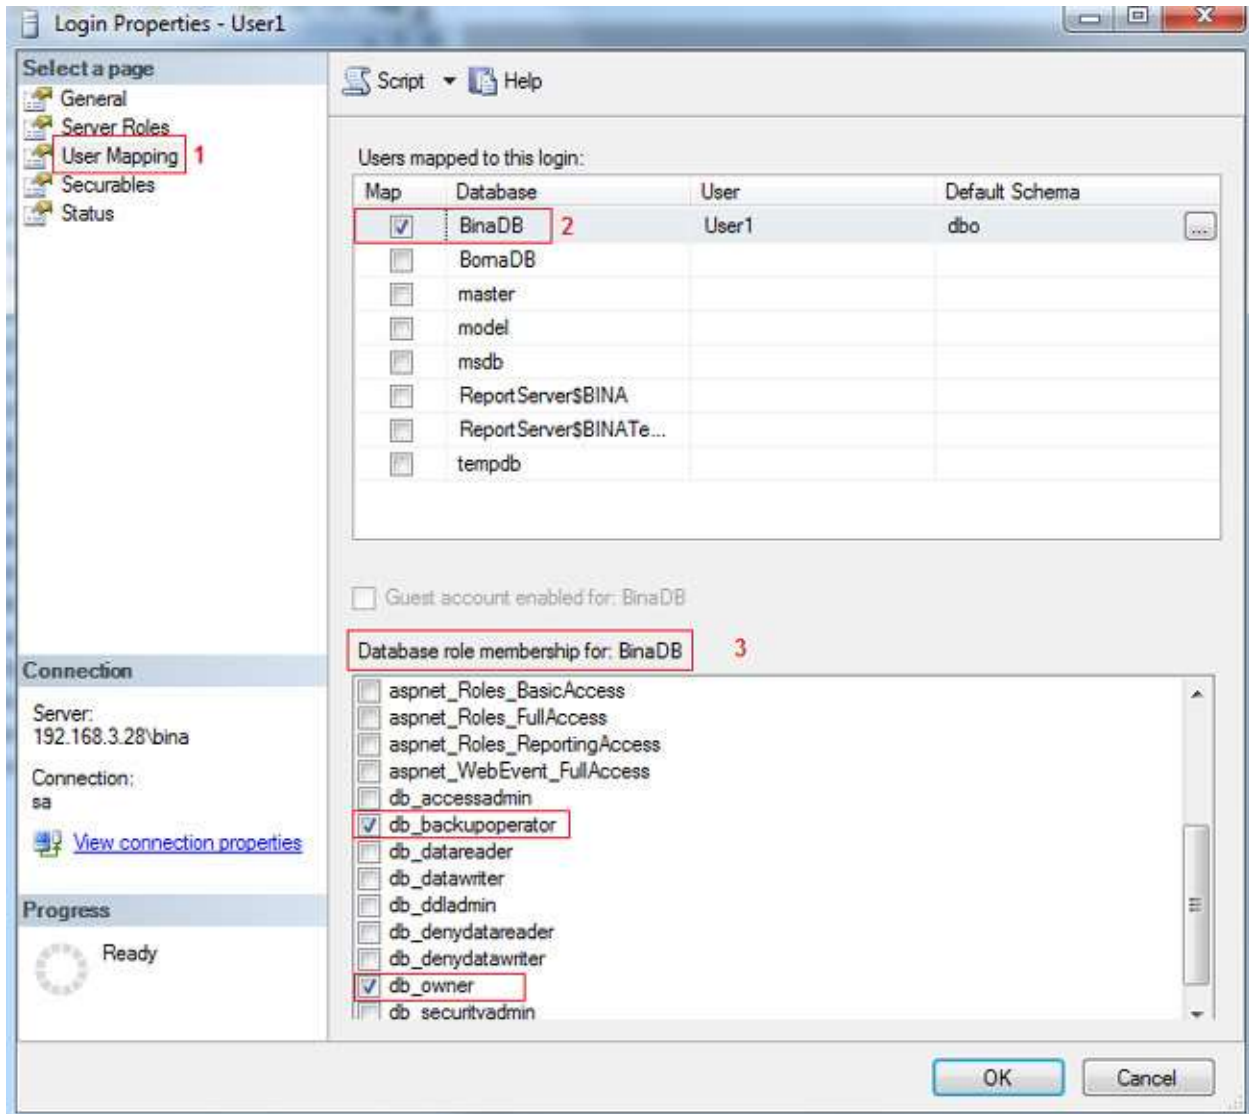 Login Properties - User1
Select a page
General
Server Roles
User Mapping 1
Securables
Status
Script Help
Users mapped to this login:
Map Database User Default Schema
BinaDB 2 User1 dbo ...
BomaDB
master
model
msdb
ReportServer$BINA
ReportServer$BINATe...
tempdb
Guest account enabled for: BinaDB
Database role membership for: BinaDB 3
aspnet_Roles_BasicAccess
aspnet_Roles_FullAccess
aspnet_Roles_ReportingAccess
aspnet_WebEvent_FullAccess
db_accessadmin
db_backupoperator
db_datareader
db_datawriter
db_ddladmin
db_denydatareader
db_denydatawriter
db_owner
db_securityadmin
Connection
Server:
192.168.3.28\bina
Connection:
sa
View connection properties
Progress
Ready
OK Cancel